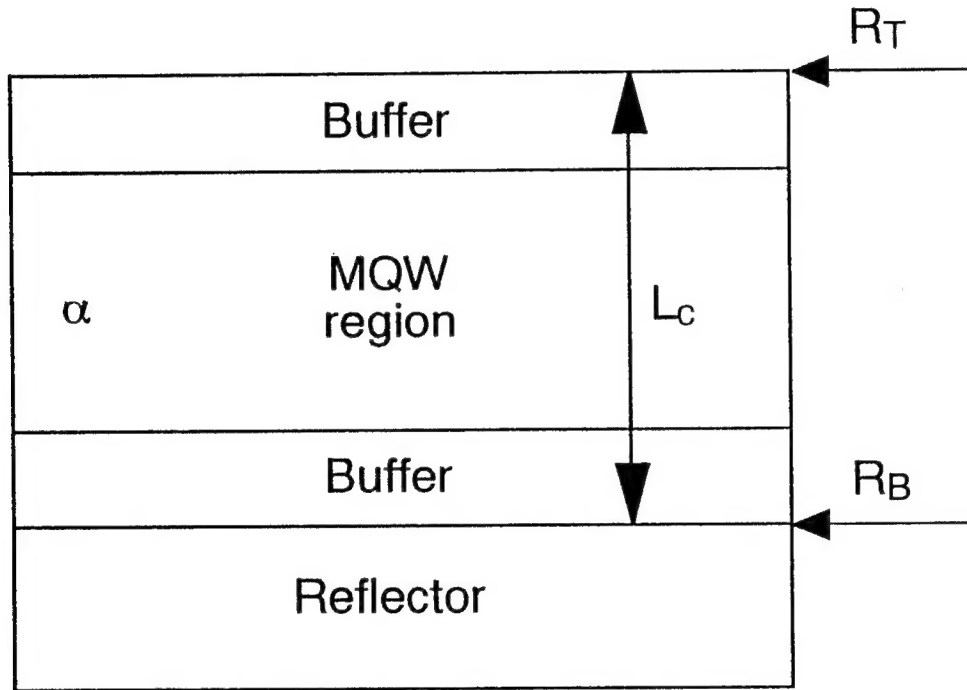 R_T
Buffer
MQW
region
α
L_c
Buffer
R_B
Reflector